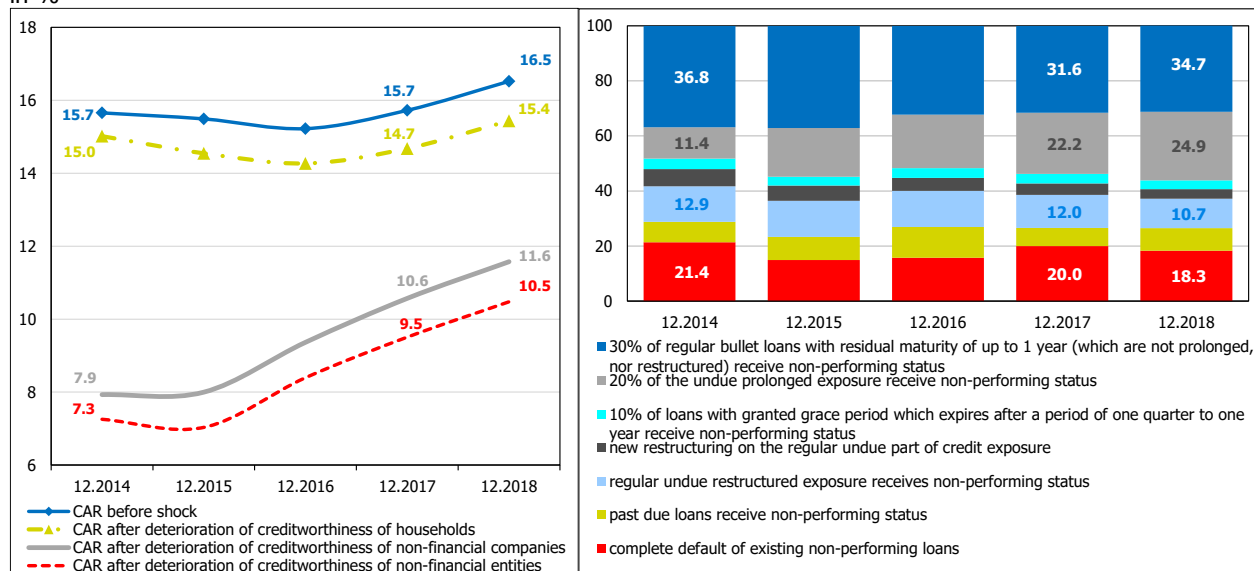 in %
18
16
14
12
10
8
6
15.7
15.7
16.5
15.0
14.7
15.4
7.9
10.6
11.6
7.3
9.5
10.5
12.2014 12.2015 12.2016 12.2017 12.2018
CAR before shock
CAR after deterioration of creditworthiness of households
CAR after deterioration of creditworthiness of non-financial companies
CAR after deterioration of creditworthiness of non-financial entities
100
80
60
40
20
0
36.8 31.6 34.7
11.4 22.2 24.9
12.9 12.0 10.7
21.4 20.0 18.3
12.2014 12.2015 12.2016 12.2017 12.2018
30% of regular bullet loans with residual maturity of up to 1 year (which are not prolonged,
nor restructured) receive non-performing status
20% of the undue prolonged exposure receive non-performing status
10% of loans with granted grace period which expires after a period of one quarter to one
year receive non-performing status
new restructuring on the regular undue part of credit exposure
regular undue restructured exposure receives non-performing status
past due loans receive non-performing status
complete default of existing non-performing loans